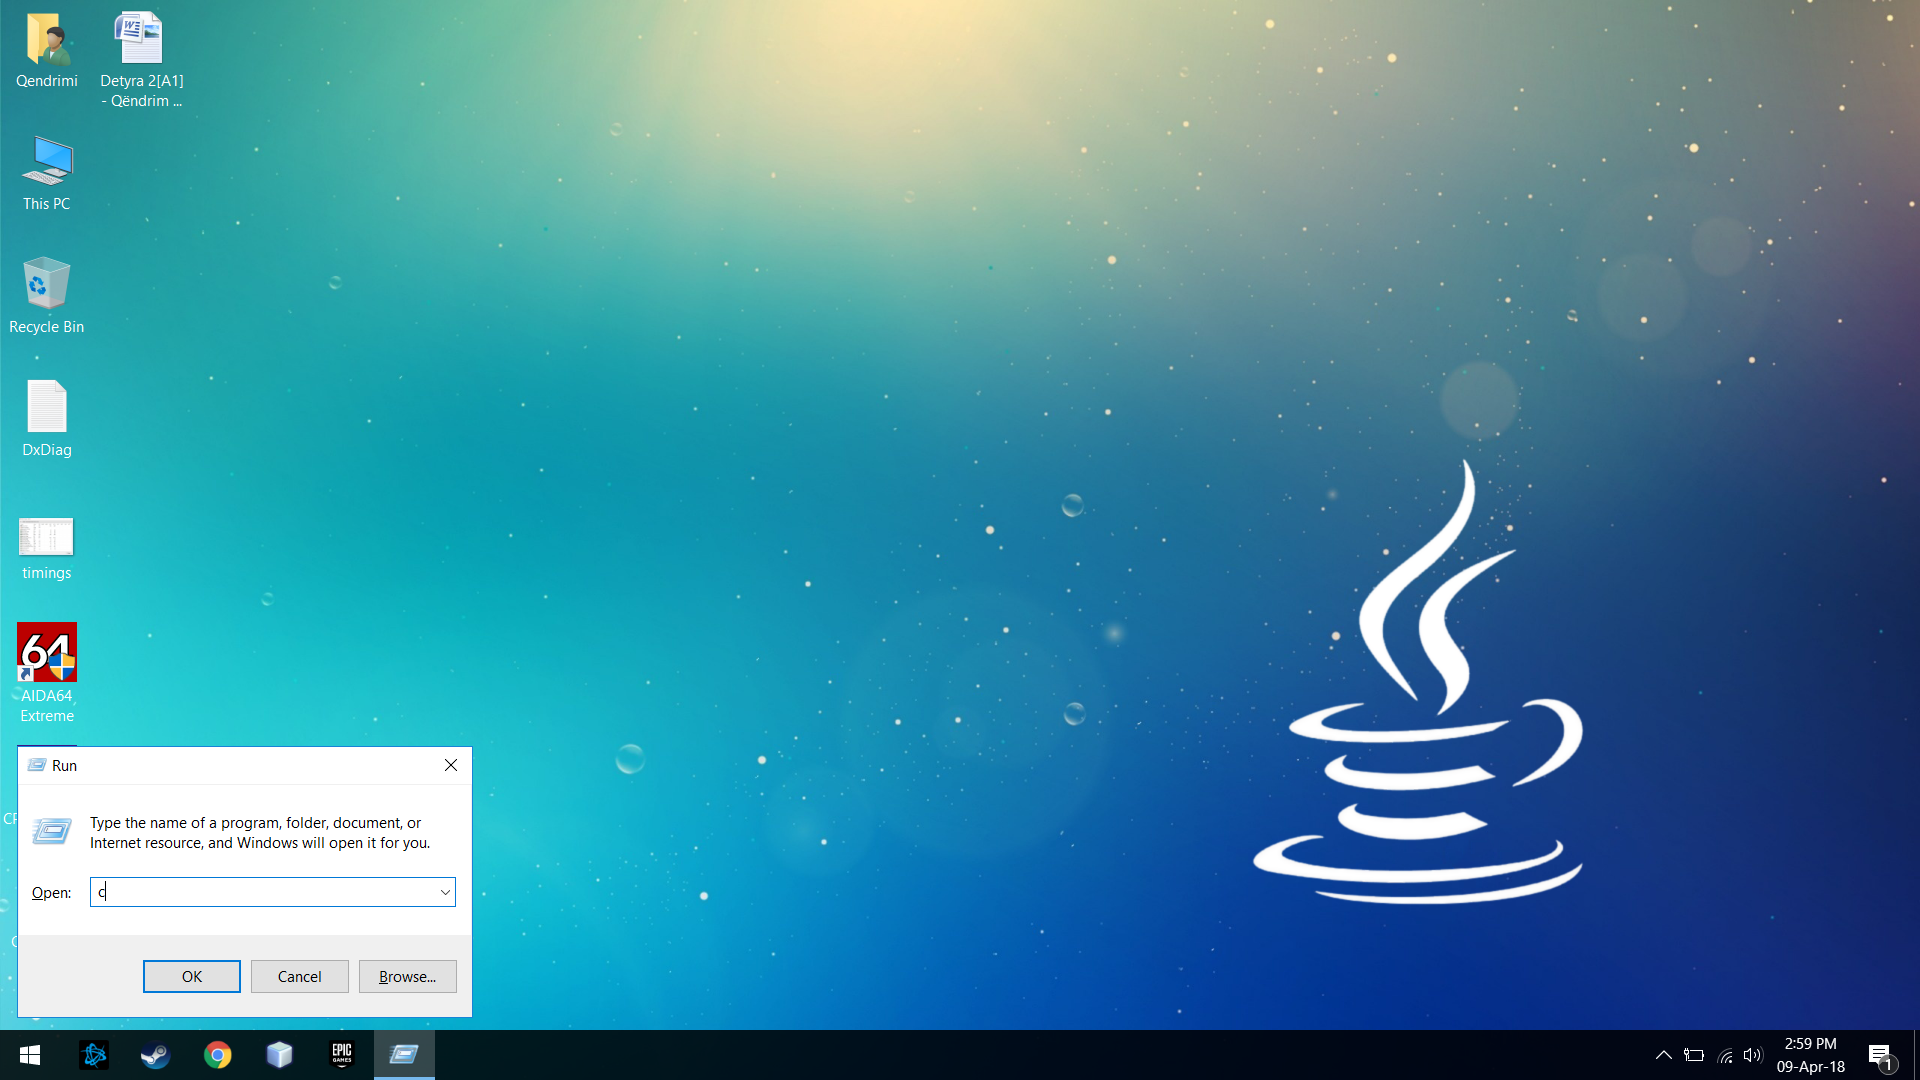 Qendrimi
Detyra 2[A1]
- Qëndrim ...
This PC
Recycle Bin
DxDiag
timings
64
AIDA64
Extreme
Run
Type the name of a program, folder, document, or
Internet resource, and Windows will open it for you.
Open:
c
OK
Cancel
Browse...
EPIC
GAMES
2:59 PM
09-Apr-18
1